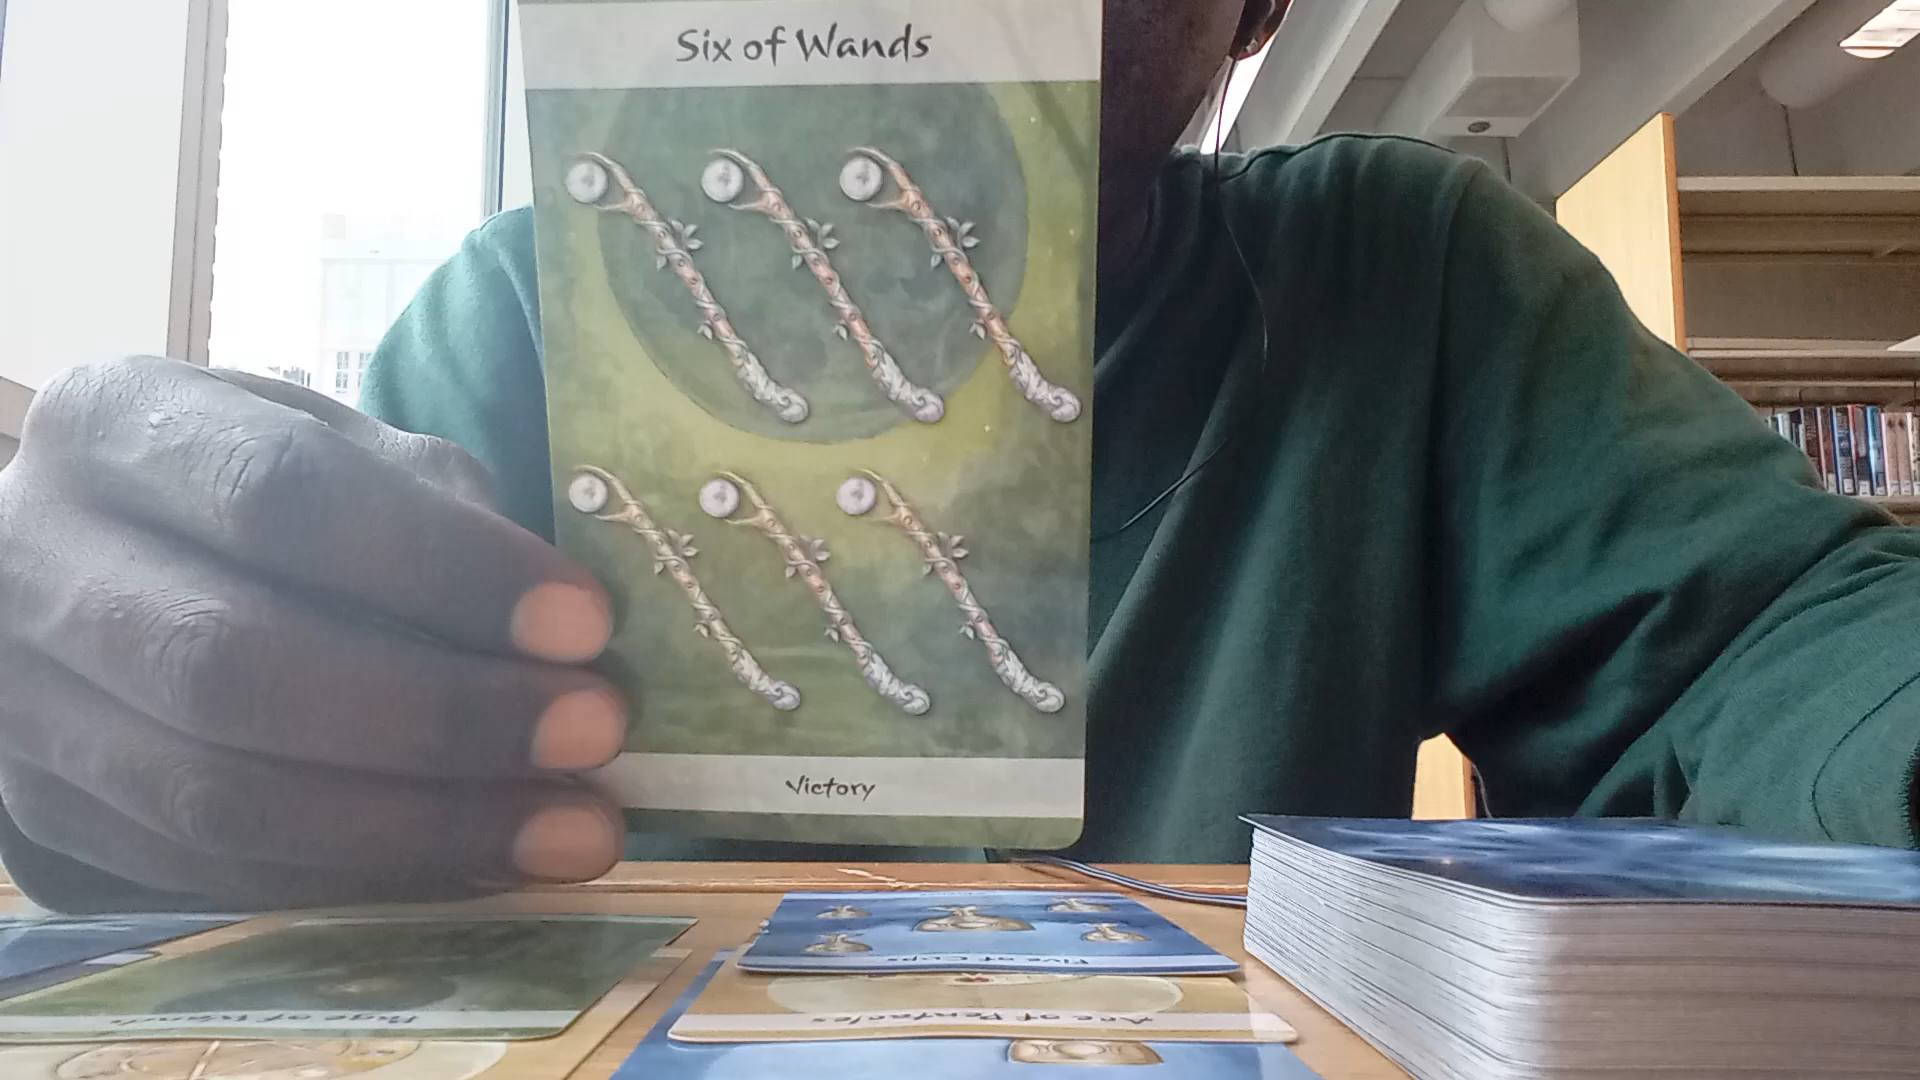 Six of Wands
Victory
Five of Cups
Page of Wands
Ace of Pentacles